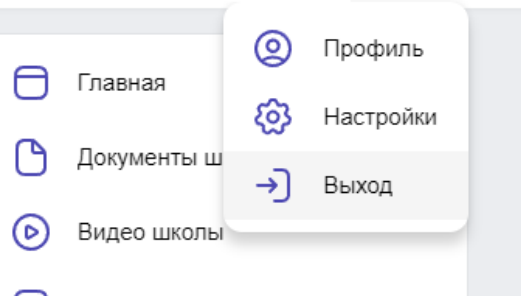 Профиль
Настройки
Выход
Главная
Документы ш
Видео школы